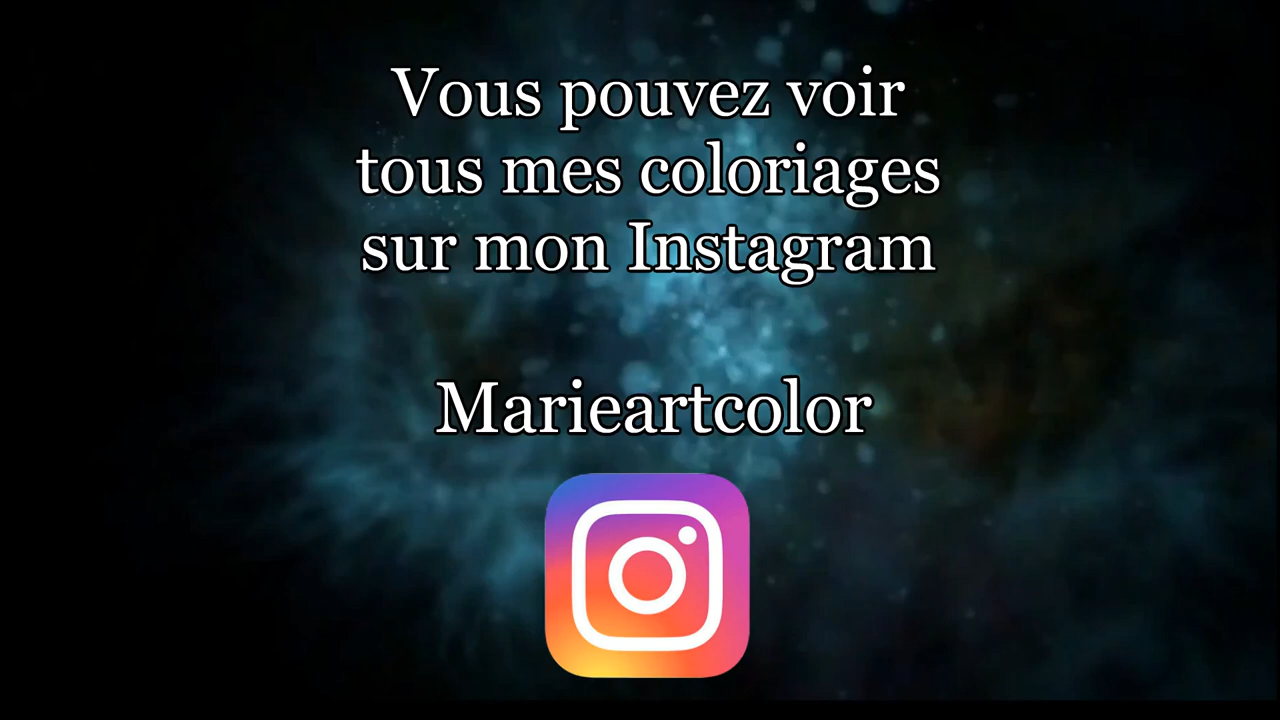 Vous pouvez voir
tous mes coloriages
sur mon Instagram
Marieartcolor